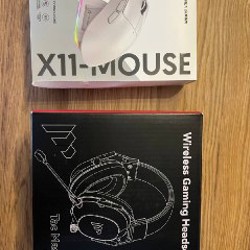 X11-MOUSE
Wireless Gaming Heads